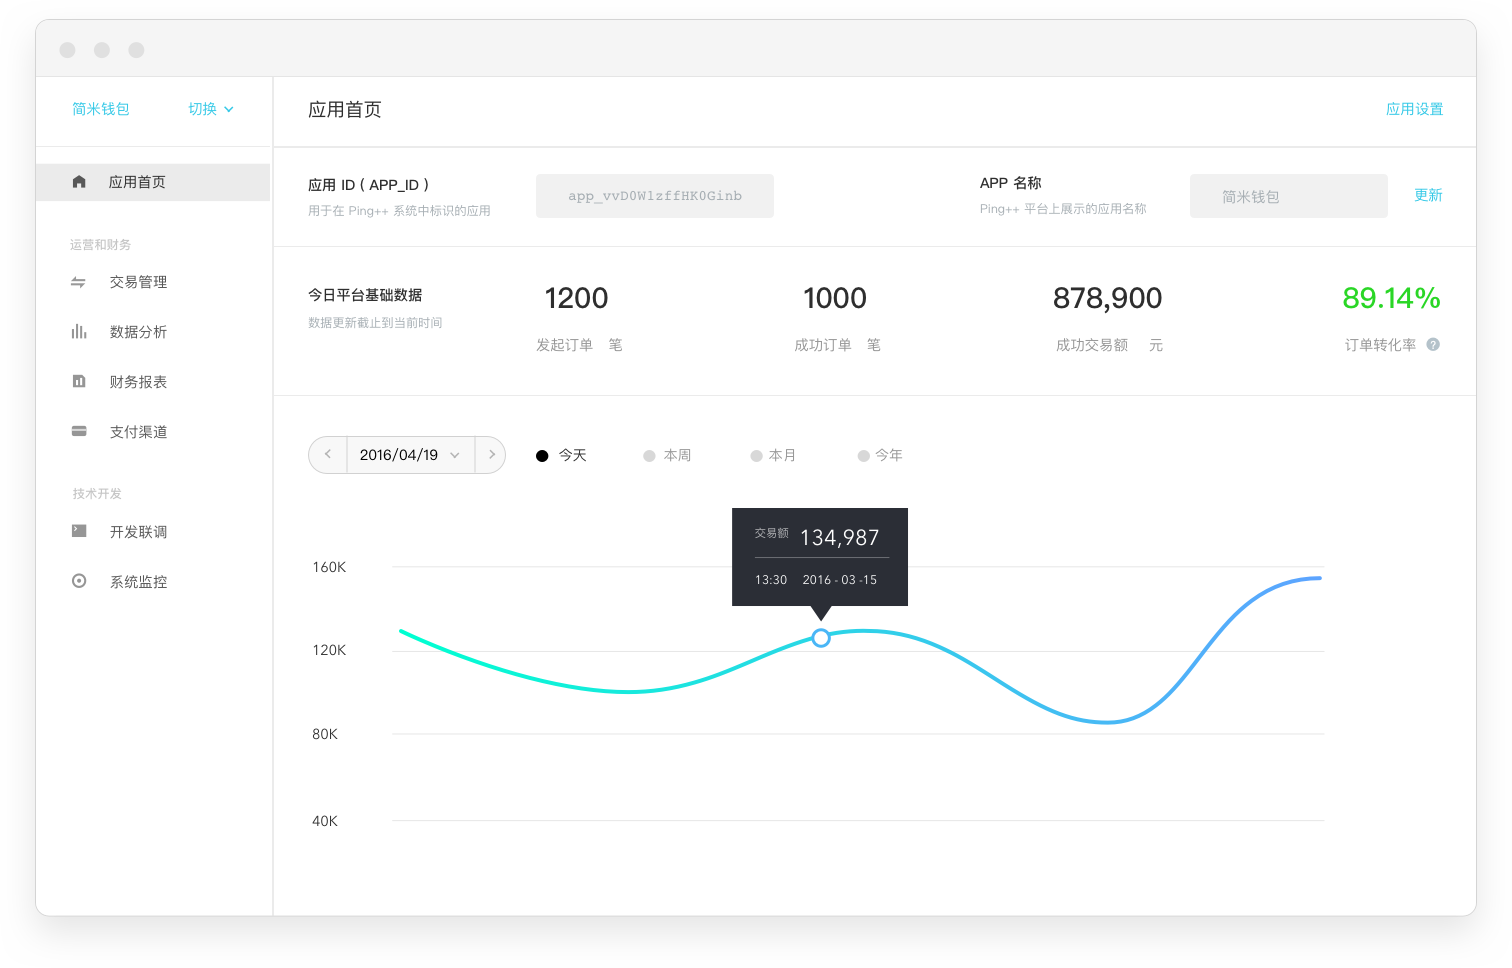 简米钱包 切换
应用首页
应用设置
应用首页
运营和财务
交易管理
数据分析
财务报表
支付渠道
技术开发
开发联调
系统监控
应用 ID ( APP_ID )
用于在 Ping++ 系统中标识的应用
app_vvD0W1zffHK0Ginb
APP 名称
Ping++ 平台上展示的应用名称
简米钱包
更新
今日平台基础数据
数据更新截止到当前时间
1200
发起订单 笔
1000
成功订单 笔
878,900
成功交易额 元
89.14%
订单转化率 ?
2016/04/19
今天 本周 本月 今年
交易额 134,987
13:30 2016 - 03 -15
160K
120K
80K
40K